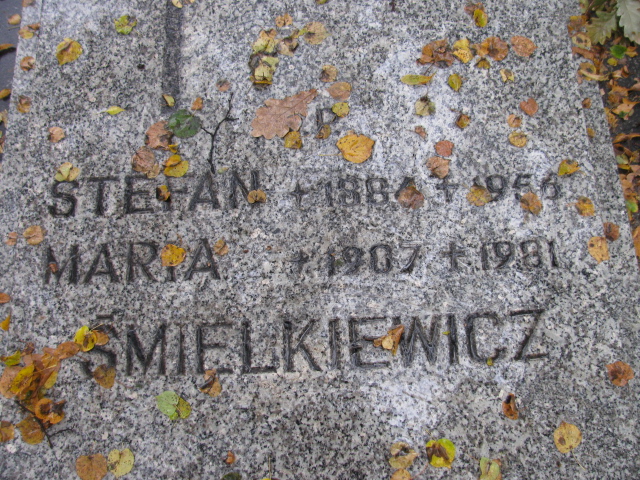 STEFAN * 1884 + 1956
MARIA * 1907 + 1981
ŚMIELKIEWICZ